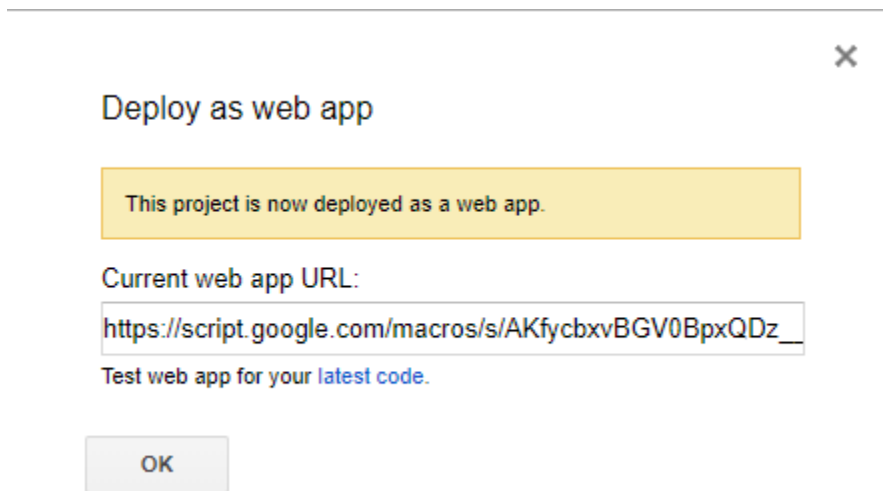 Deploy as web app
This project is now deployed as a web app.
Current web app URL:
https://script.google.com/macros/s/AKfycbxvBGV0BpxQDz__
Test web app for your latest code.
OK